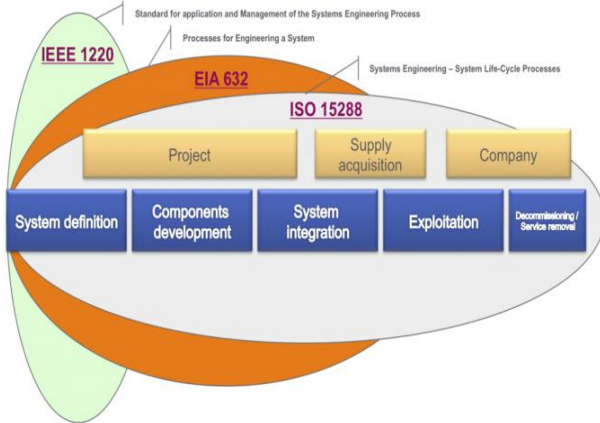 Standard for application and Management of the Systems Engineering Process
Processes for Engineering a System
IEEE 1220
EIA 632
Systems Engineering – System Life-Cycle Processes
ISO 15288
Project
Supply
acquisition
Company
System definition
Components
development
System
integration
Exploitation
Decommissioning /
Service removal